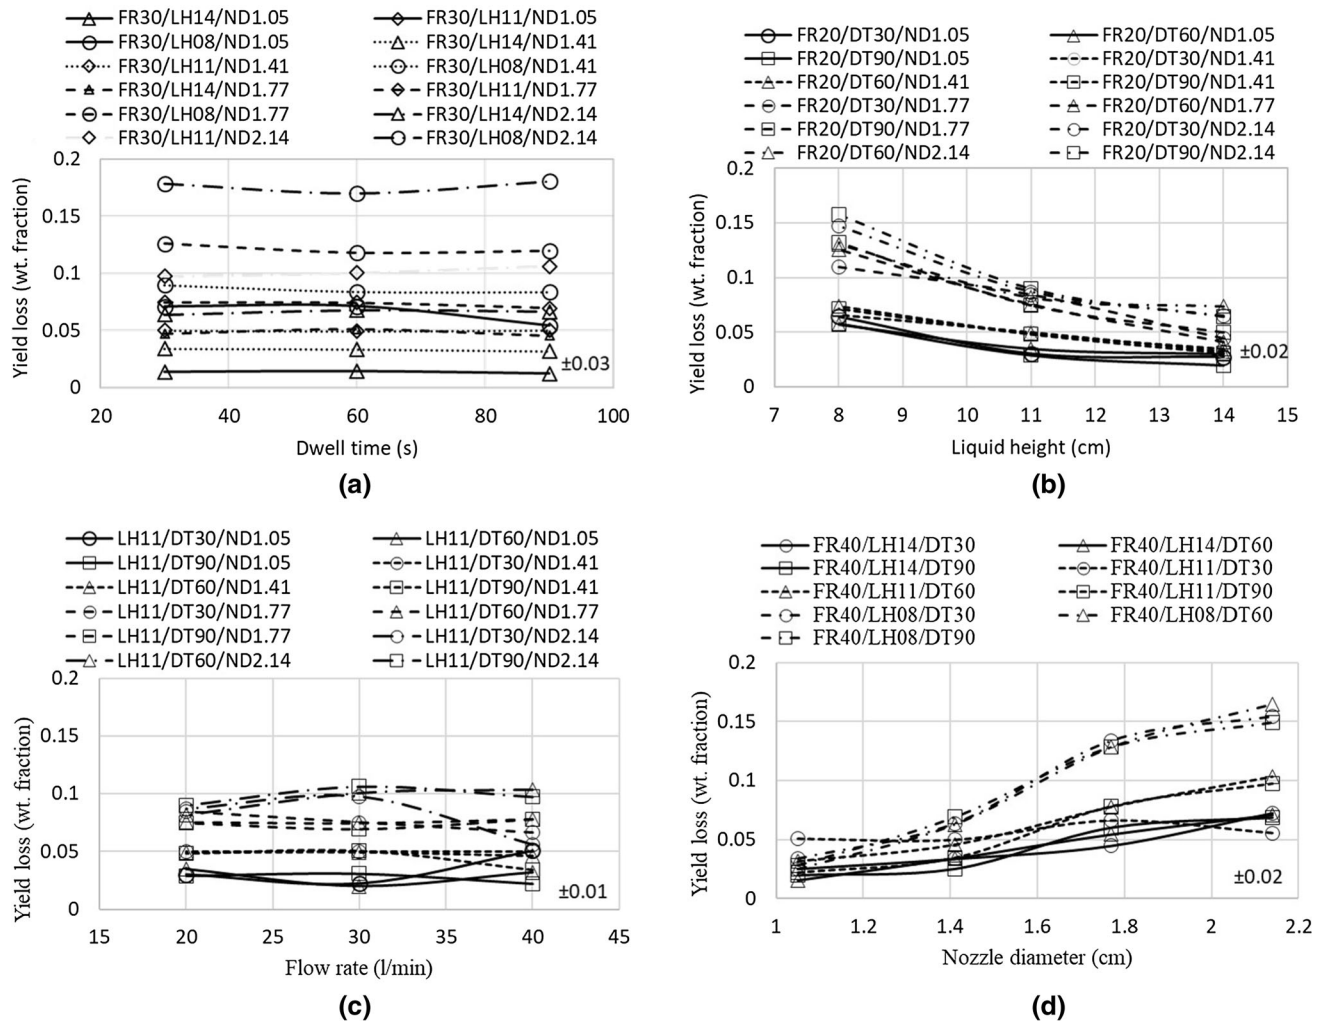 FR30/LH14/ND1.05 FR30/LH11/ND1.05
FR30/LH08/ND1.05 FR30/LH14/ND1.41
FR30/LH11/ND1.41 FR30/LH08/ND1.41
FR30/LH14/ND1.77 FR30/LH11/ND1.77
FR30/LH08/ND1.77 FR30/LH14/ND2.14
FR30/LH11/ND2.14 FR30/LH08/ND2.14
Yield loss (wt. fraction)
0.2
0.15
0.1
0.05
0
±0.03
20 40 60 80 100
Dwell time (s)
(a)
FR20/DT30/ND1.05 FR20/DT60/ND1.05
FR20/DT90/ND1.05 FR20/DT30/ND1.41
FR20/DT60/ND1.41 FR20/DT90/ND1.41
FR20/DT30/ND1.77 FR20/DT60/ND1.77
FR20/DT90/ND1.77 FR20/DT30/ND2.14
FR20/DT60/ND2.14 FR20/DT90/ND2.14
Yield loss (wt. fraction)
0.2
0.15
0.1
0.05
0
±0.02
7 8 9 10 11 12 13 14 15
Liquid height (cm)
(b)
LH11/DT30/ND1.05 LH11/DT60/ND1.05
LH11/DT90/ND1.05 LH11/DT30/ND1.41
LH11/DT60/ND1.41 LH11/DT90/ND1.41
LH11/DT30/ND1.77 LH11/DT60/ND1.77
LH11/DT90/ND1.77 LH11/DT30/ND2.14
LH11/DT60/ND2.14 LH11/DT90/ND2.14
Yield loss (wt. fraction)
0.2
0.15
0.1
0.05
0
±0.01
15 20 25 30 35 40 45
Flow rate (l/min)
(c)
FR40/LH14/DT30 FR40/LH14/DT60
FR40/LH14/DT90 FR40/LH11/DT30
FR40/LH11/DT60 FR40/LH11/DT90
FR40/LH08/DT30 FR40/LH08/DT60
FR40/LH08/DT90
Yield loss (wt. fraction)
0.2
0.15
0.1
0.05
0
±0.02
1 1.2 1.4 1.6 1.8 2 2.2
Nozzle diameter (cm)
(d)